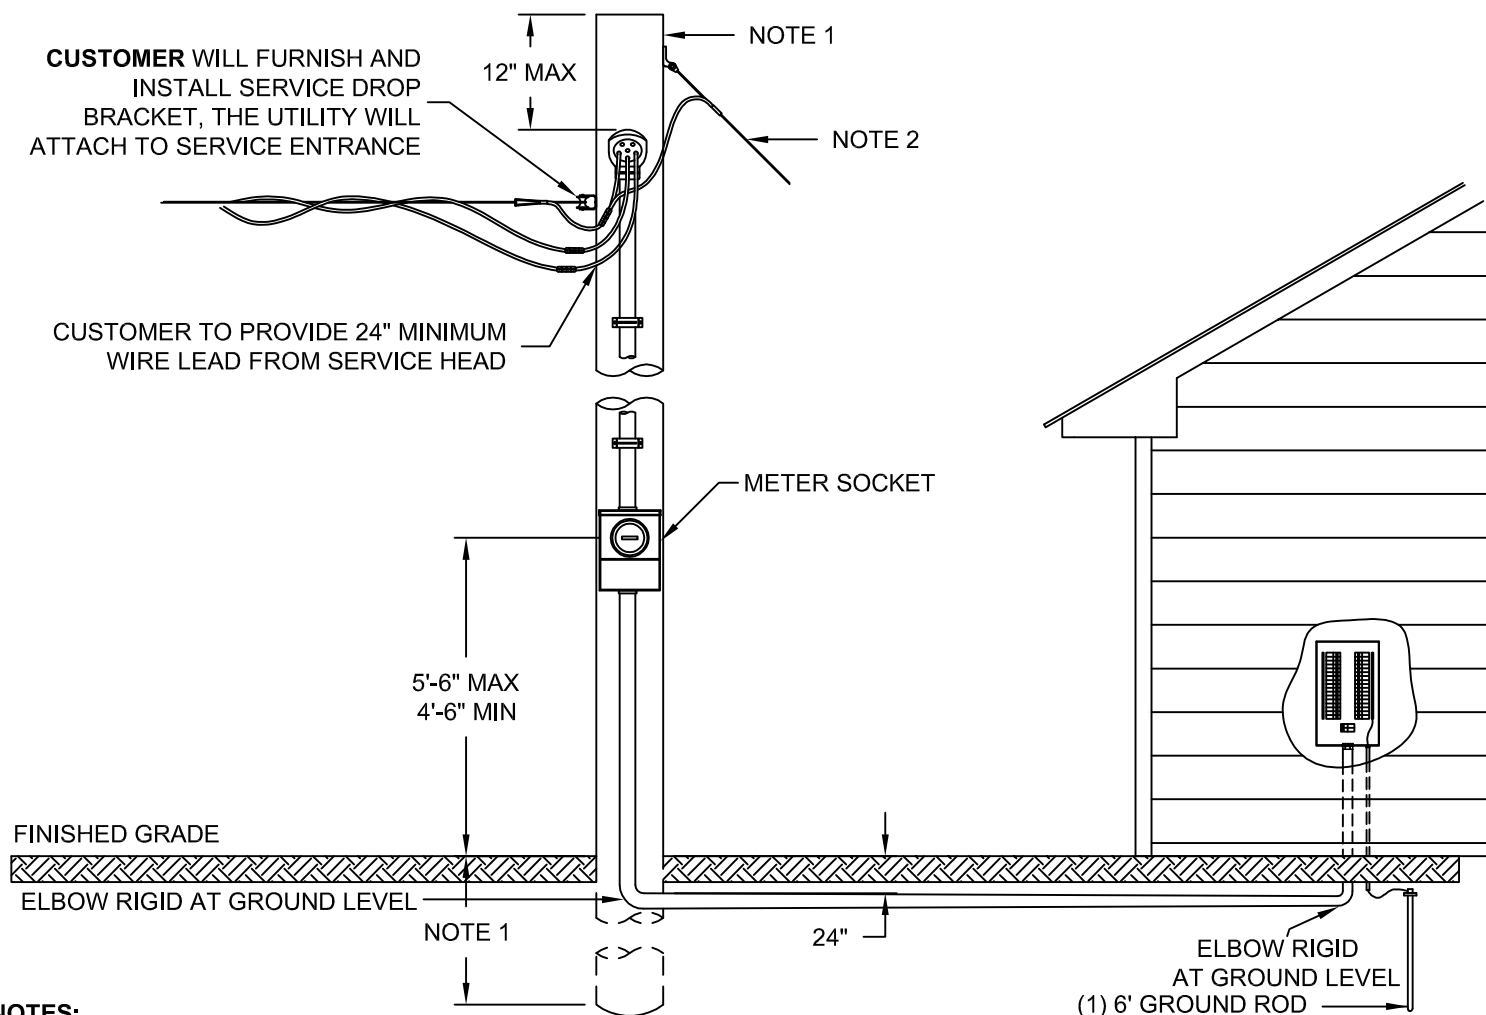 NOTE 1
CUSTOMER WILL FURNISH AND
INSTALL SERVICE DROP
BRACKET, THE UTILITY WILL
ATTACH TO SERVICE ENTRANCE
12" MAX
NOTE 2
CUSTOMER TO PROVIDE 24" MINIMUM
WIRE LEAD FROM SERVICE HEAD
METER SOCKET
5'-6" MAX
4'-6" MIN
FINISHED GRADE
ELBOW RIGID AT GROUND LEVEL
NOTE 1
24"
ELBOW RIGID
AT GROUND LEVEL
(1) 6' GROUND ROD
NOTES: